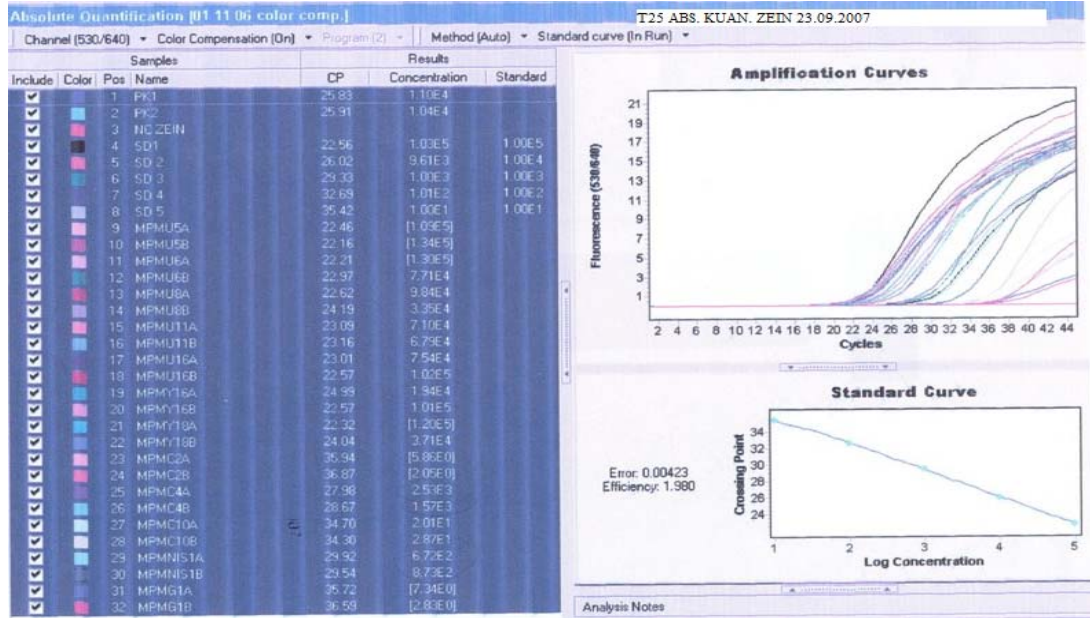 Absolute Quantification [01 11 06 color comp.]
T25 ABS. KUAN. ZEIN 23.09.2007
Channel (530/640) Color Compensation (On) Program (2) Method (Auto) Standard curve (In Run)
Samples Results
Include Color Pos Name CP Concentration Standard
1 PK1 25.83 1.10E4
2 PK2 25.91 1.04E4
3 NC ZEIN
4 SD1 22.56 1.03E5 1.00E5
5 SD 2 26.02 9.61E3 1.00E4
6 SD 3 29.33 1.00E3 1.00E3
7 SD 4 32.69 1.01E2 1.00E2
8 SD 5 35.42 1.00E1 1.00E1
9 MPMU5A 22.46 [1.09E5]
10 MPMU5B 22.16 [1.34E5]
11 MPMU6A 22.21 [1.30E5]
12 MPMU6B 22.97 7.71E4
13 MPMU8A 22.62 9.84E4
14 MPMU8B 24.19 3.35E4
15 MPMU11A 23.09 7.10E4
16 MPMU11B 23.16 6.79E4
17 MPMU16A 23.01 7.54E4
18 MPMU16B 22.57 1.02E5
19 MPMY16A 24.99 1.94E4
20 MPMY16B 22.57 1.01E5
21 MPMY18A 22.32 [1.20E5]
22 MPMY18B 24.04 3.71E4
23 MPMC2A 35.94 [5.86E0]
24 MPMC2B 36.87 [2.05E0]
25 MPMC4A 27.98 2.53E3
26 MPMC4B 28.67 1.57E3
27 MPMC10A 34.70 2.01E1
28 MPMC10B 34.30 2.87E1
29 MPMNIS1A 29.92 6.72E2
30 MPMNIS1B 29.54 8.73E2
31 MPMG1A 35.72 [7.34E0]
32 MPMG1B 36.59 [2.83E0]
Amplification Curves
Fluorescence (530/640)
21
19
17
15
13
11
9
7
5
3
1
2 4 6 8 10 12 14 16 18 20 22 24 26 28 30 32 34 36 38 40 42 44
Cycles
Standard Curve
Error: 0.00423
Efficiency: 1.980
Crossing Point
34
32
30
28
26
24
1 2 3 4 5
Log Concentration
Analysis Notes